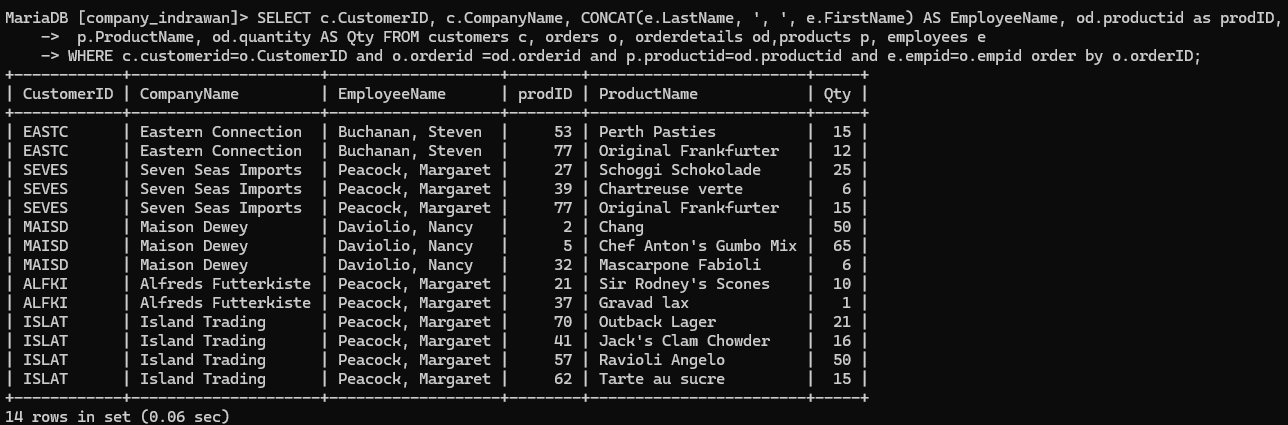 MariaDB [company_indrawan]> SELECT c.CustomerID, c.CompanyName, CONCAT(e.LastName, ', ', e.FirstName) AS EmployeeName, od.productid as prodID,
    ->  p.ProductName, od.quantity AS Qty FROM customers c, orders o, orderdetails od,products p, employees e
    -> WHERE c.customerid=o.CustomerID and o.orderid =od.orderid and p.productid=od.productid and e.empid=o.empid order by o.orderID;
+------------+---------------------+-------------------+--------+------------------------+-----+
| CustomerID | CompanyName         | EmployeeName      | prodID | ProductName            | Qty |
+------------+---------------------+-------------------+--------+------------------------+-----+
| EASTC      | Eastern Connection  | Buchanan, Steven  |     53 | Perth Pasties          |  15 |
| EASTC      | Eastern Connection  | Buchanan, Steven  |     77 | Original Frankfurter   |  12 |
| SEVES      | Seven Seas Imports  | Peacock, Margaret |     27 | Schoggi Schokolade     |  25 |
| SEVES      | Seven Seas Imports  | Peacock, Margaret |     39 | Chartreuse verte       |   6 |
| SEVES      | Seven Seas Imports  | Peacock, Margaret |     77 | Original Frankfurter   |  15 |
| MAISD      | Maison Dewey        | Daviolio, Nancy   |      2 | Chang                  |  50 |
| MAISD      | Maison Dewey        | Daviolio, Nancy   |      5 | Chef Anton's Gumbo Mix |  65 |
| MAISD      | Maison Dewey        | Daviolio, Nancy   |     32 | Mascarpone Fabioli     |   6 |
| ALFKI      | Alfreds Futterkiste | Peacock, Margaret |     21 | Sir Rodney's Scones    |  10 |
| ALFKI      | Alfreds Futterkiste | Peacock, Margaret |     37 | Gravad lax             |   1 |
| ISLAT      | Island Trading      | Peacock, Margaret |     70 | Outback Lager          |  21 |
| ISLAT      | Island Trading      | Peacock, Margaret |     41 | Jack's Clam Chowder    |  16 |
| ISLAT      | Island Trading      | Peacock, Margaret |     57 | Ravioli Angelo         |  50 |
| ISLAT      | Island Trading      | Peacock, Margaret |     62 | Tarte au sucre         |  15 |
+------------+---------------------+-------------------+--------+------------------------+-----+
14 rows in set (0.06 sec)